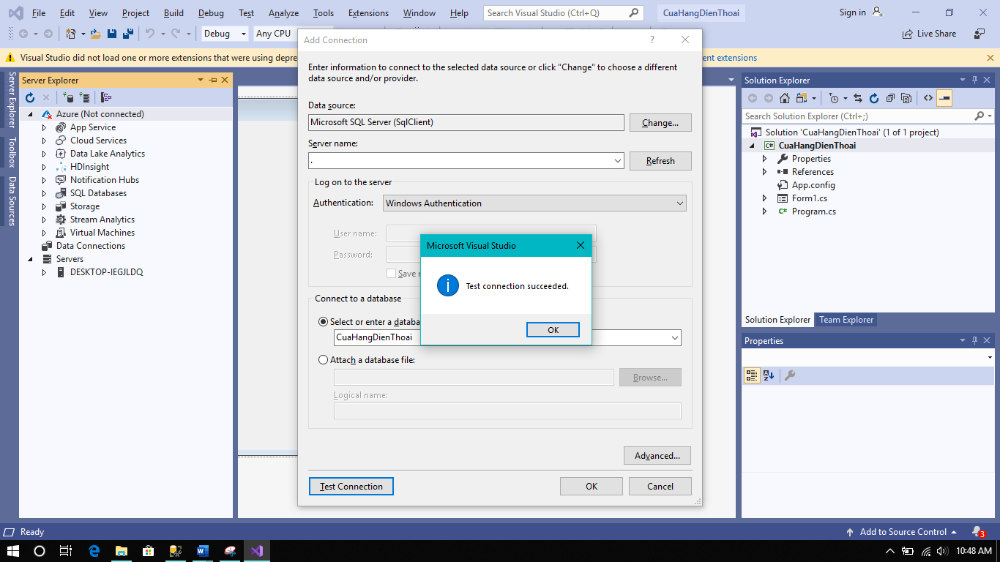 File Edit View Project Build Debug Test Analyze Tools Extensions Window Help Search Visual Studio (Ctrl+Q) CuaHangDienThoai Sign in
Debug Any CPU Live Share
Visual Studio did not load one or more extensions that were using depre
ent extensions
Server Explorer
Toolbox
Data Sources
Server Explorer
Azure (Not connected)
App Service
Cloud Services
Data Lake Analytics
HDInsight
Notification Hubs
SQL Databases
Storage
Stream Analytics
Virtual Machines
Data Connections
Servers
DESKTOP-IEGJLDQ
Add Connection
Enter information to connect to the selected data source or click "Change" to choose a different
data source and/or provider.
Data source:
Microsoft SQL Server (SqlClient) Change...
Server name:
. Refresh
Log on to the server
Authentication: Windows Authentication
User name:
Password:
Save
Connect to a database
Select or enter a databa
CuaHangDienThoai
Attach a database file:
Browse...
Logical name:
Advanced...
Test Connection OK Cancel
Microsoft Visual Studio
Test connection succeeded.
OK
Solution Explorer
Search Solution Explorer (Ctrl+;)
Solution 'CuaHangDienThoai' (1 of 1 project)
CuaHangDienThoai
Properties
References
App.config
Form1.cs
Program.cs
Solution Explorer Team Explorer
Properties
Ready Add to Source Control 3
10:48 AM